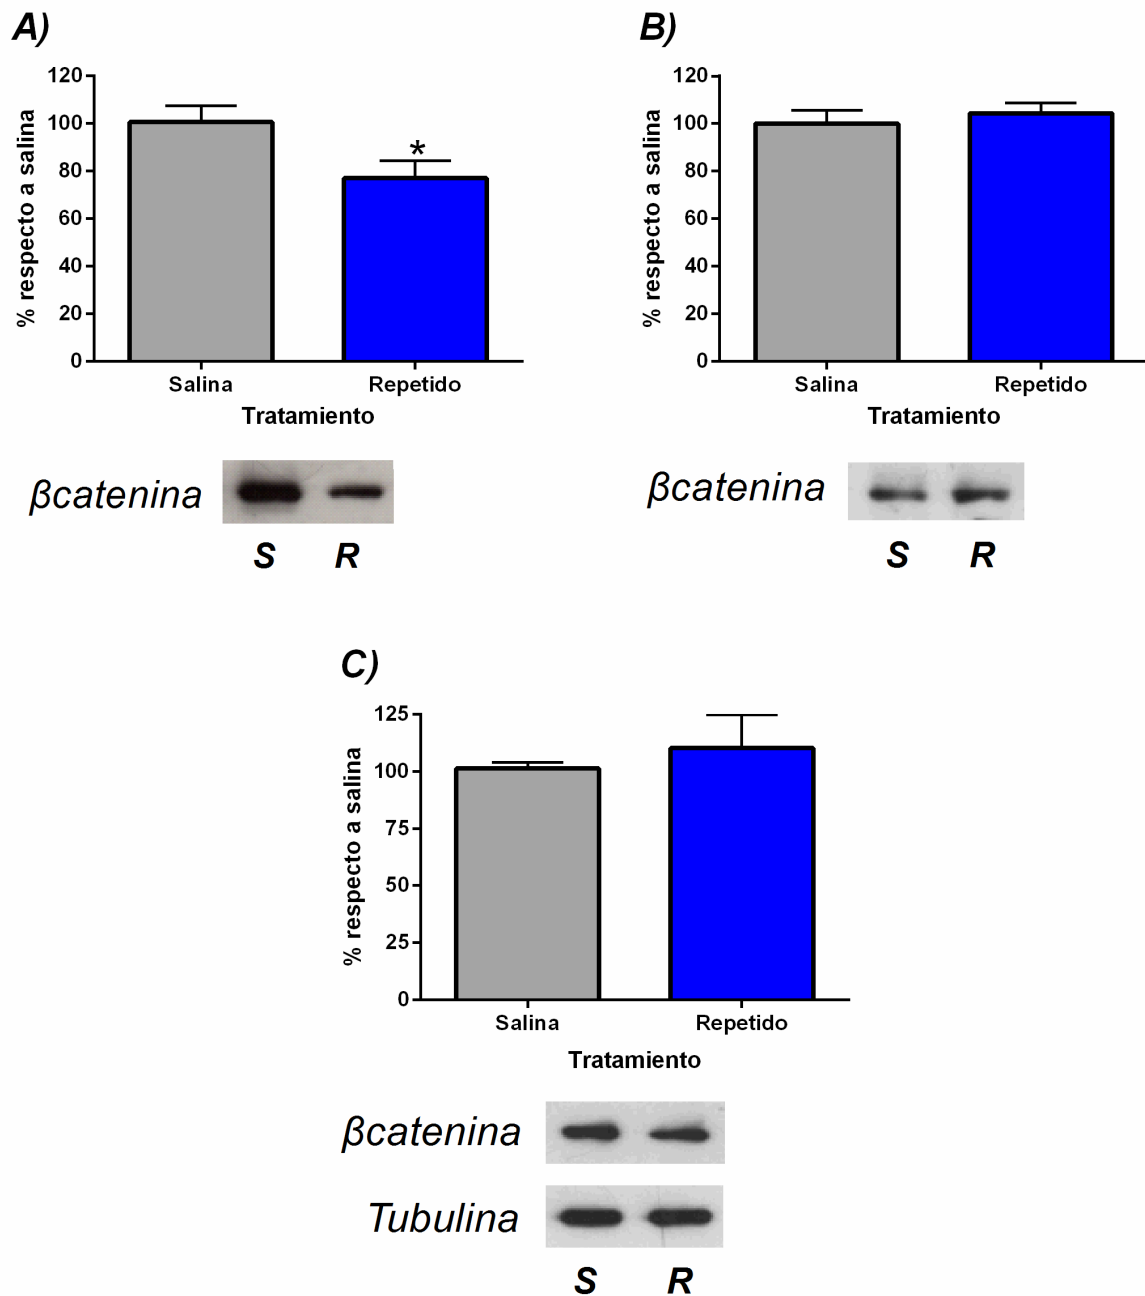 A)
% respecto a salina
120
100
80
60
40
20
0
*
Salina
Repetido
Tratamiento
βcatenina
S R
B)
% respecto a salina
120
100
80
60
40
20
0
Salina
Repetido
Tratamiento
βcatenina
S R
C)
% respecto a salina
125
100
75
50
25
0
Salina
Repetido
Tratamiento
βcatenina
Tubulina
S R